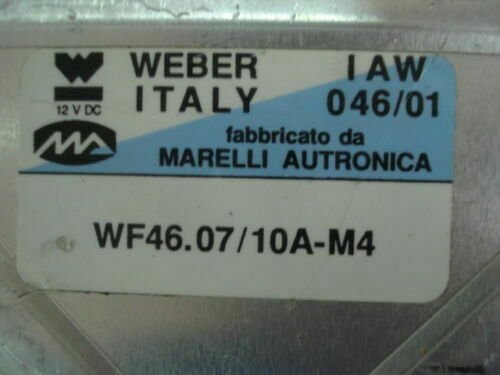 WEBER IAW
ITALY 046/01
12 V DC
fabbricato da
MARELLI AUTRONICA
WF46.07/10A-M4